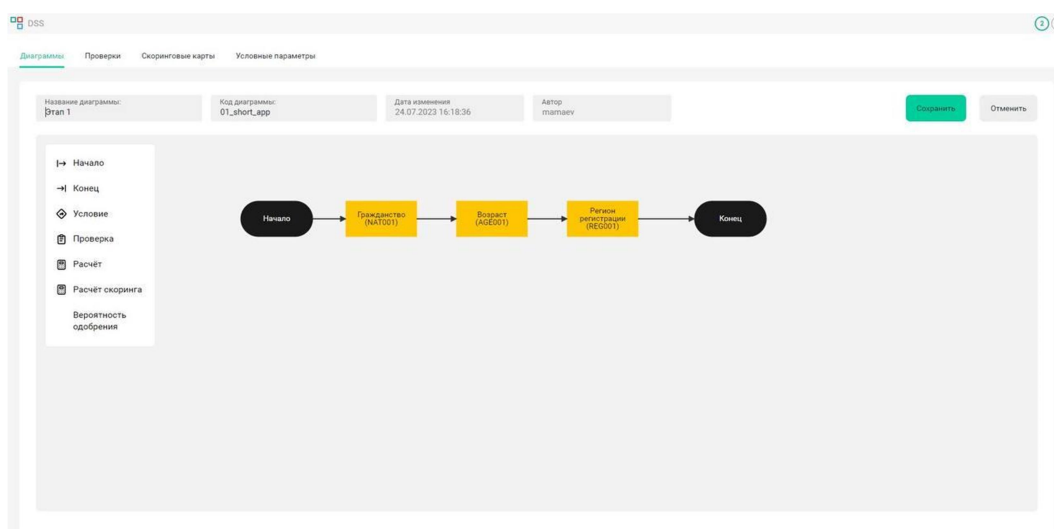 DSS
2
Диаграммы Проверки Скоринговые карты Условные параметры
Название диаграммы:
Этап 1
Код диаграммы:
01_short_app
Дата изменения
24.07.2023 16:18:36
Автор
mamaev
Сохранить
Отменить
Начало
Конец
Условие
Проверка
Расчёт
Расчёт скоринга
Вероятность
одобрения
Начало
Гражданство
(NAT001)
Возраст
(AGE001)
Регион
регистрации
(REG001)
Конец